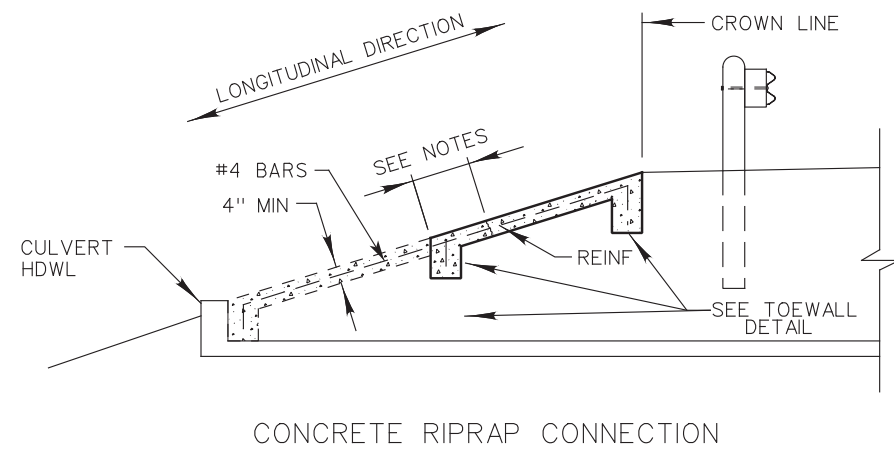 CROWN LINE
LONGITUDINAL DIRECTION
SEE NOTES
#4 BARS
4" MIN
CULVERT
HDWL
REINF
SEE TOEWALL
DETAIL
CONCRETE RIPRAP CONNECTION